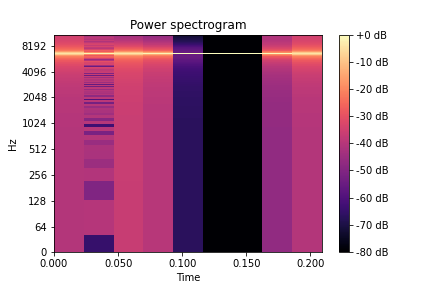 Power spectrogram
8192
4096
2048
1024
512
256
128
64
0
Hz
0.000 0.050 0.100 0.150 0.200
Time
+0 dB
-10 dB
-20 dB
-30 dB
-40 dB
-50 dB
-60 dB
-70 dB
-80 dB